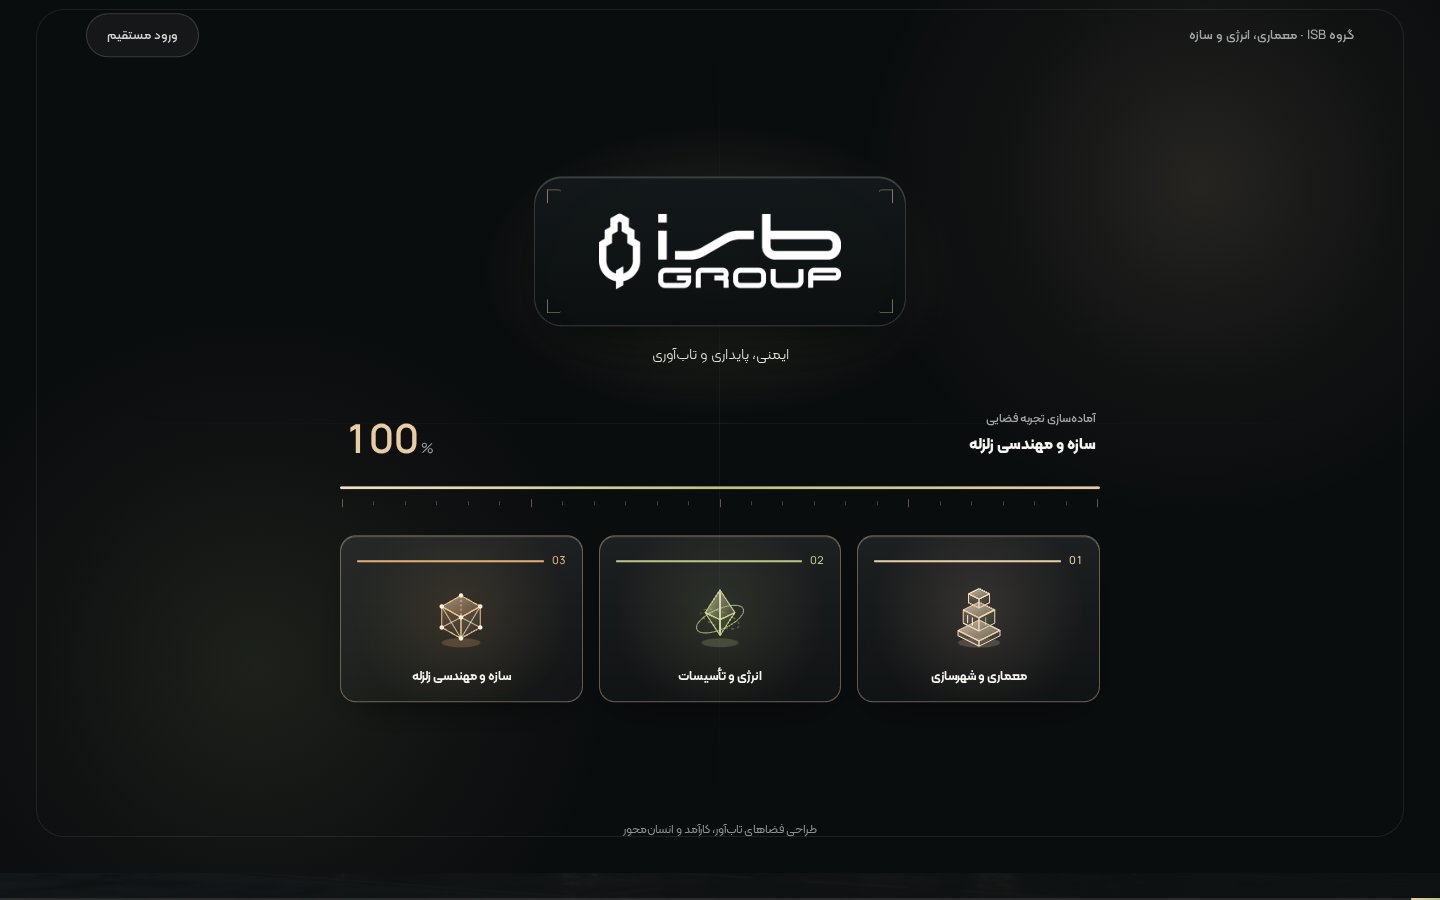 گروه ISB · معماری، انرژی و سازه
ورود مستقیم
isb
GROUP
ایمنی، پایداری و تاب‌آوری
آماده‌سازی تجربه فضایی
سازه و مهندسی زلزله
100%
01
معماری و شهرسازی
02
انرژی و تأسیسات
03
سازه و مهندسی زلزله
طراحی فضاهای تاب‌آور، کارآمد و انسان‌محور